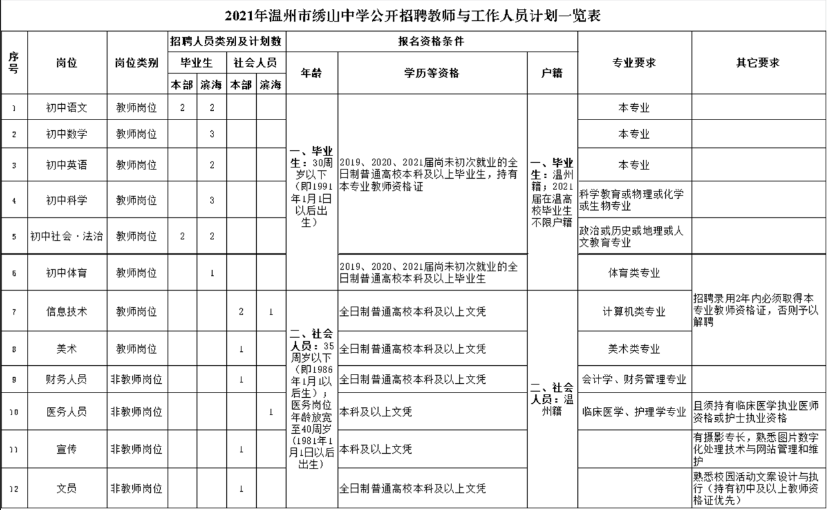 2021年温州市绣山中学公开招聘教师与工作人员计划一览表
序号 岗位 岗位类别 招聘人员类别及计划数 报名资格条件 专业要求 其它要求
毕业生 社会人员 年龄 学历等资格 户籍
本部 滨海 本部 滨海
1 初中语文 教师岗位 2 2 本专业
2 初中数学 教师岗位 3 本专业
3 初中英语 教师岗位 2 本专业
4 初中科学 教师岗位 3 科学教育或物理或化学
或生物专业
5 初中社会·法治 教师岗位 2 2 政治或历史或地理或人
文教育专业
一、毕业
生：30周
岁以下
（即1991
年1月1日
以后出
生）
2019、2020、2021届尚未初次就业的全
日制普通高校本科及以上毕业生，持有
本专业教师资格证
一、毕业
生：温州
籍；2021
届在温高
校毕业生
不限户籍
6 初中体育 教师岗位 1 2019、2020、2021届尚未初次就业的全
日制普通高校本科及以上毕业生 体育类专业
招聘录用2年内必须取得本
专业教师资格证，否则予以
解聘
7 信息技术 教师岗位 2 1 全日制普通高校本科及以上文凭 计算机类专业
8 美术 教师岗位 1 全日制普通高校本科及以上文凭 美术类专业
二、社会
人员：35
周岁以下
（即1986
年1月1以
后生）；
医务岗位
年龄放宽
至40周岁
(1981年1
月1日以后
出生）
二、社会
人员：温
州籍
9 财务人员 非教师岗位 1 全日制普通高校本科及以上文凭 会计学、财务管理专业
10 医务人员 非教师岗位 1 本科及以上文凭 临床医学、护理学专业 且须持有临床医学执业医师
资格或护士执业资格
11 宣传 非教师岗位 1 本科及以上文凭 有摄影专长，熟悉图片数字
化处理技术与网站管理和维
护
12 文员 非教师岗位 1 全日制普通高校本科及以上文凭 熟悉校园活动文案设计与执
行（持有初中及以上教师资
格证优先）